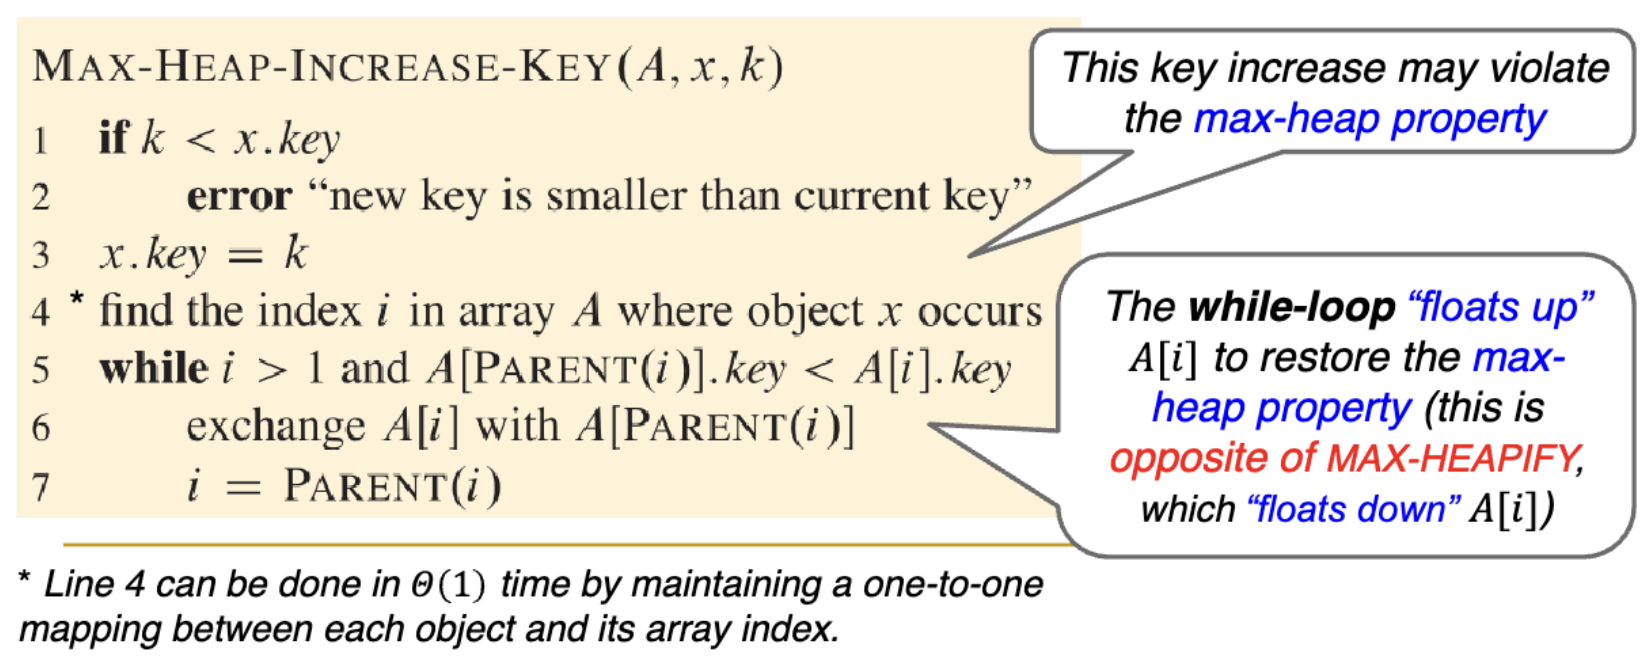 MAX-HEAP-INCREASE-KEY(A, x, k)
1 if k < x.key
2 error “new key is smaller than current key”
3 x.key = k
4 * find the index i in array A where object x occurs
5 while i > 1 and A[PARENT(i)].key < A[i].key
6 exchange A[i] with A[PARENT(i)]
7 i = PARENT(i)
* Line 4 can be done in Θ(1) time by maintaining a one-to-one
mapping between each object and its array index.
This key increase may violate
the max-heap property
The while-loop “floats up”
A[i] to restore the max-
heap property (this is
opposite of MAX-HEAPIFY,
which “floats down” A[i])